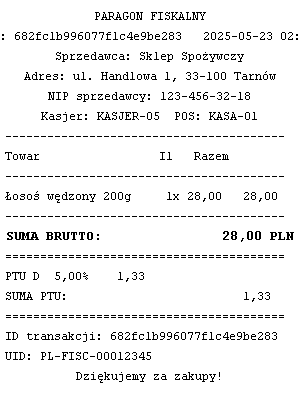 PARAGON FISKALNY
: 682fc1b996077f1c4e9be283 2025-05-23 02:
Sprzedawca: Sklep Spożywczy
Adres: ul. Handlowa 1, 33-100 Tarnów
NIP sprzedawcy: 123-456-32-18
Kasjer: KASJER-05 POS: KASA-01
----------------------------------------
Towar Il Razem
----------------------------------------
Łosoś wędzony 200g 1x 28,00 28,00
----------------------------------------
SUMA BRUTTO: 28,00 PLN
========================================
PTU D 5,00% 1,33
SUMA PTU: 1,33
========================================
ID transakcji: 682fc1b996077f1c4e9be283
UID: PL-FISC-00012345
Dziękujemy za zakupy!